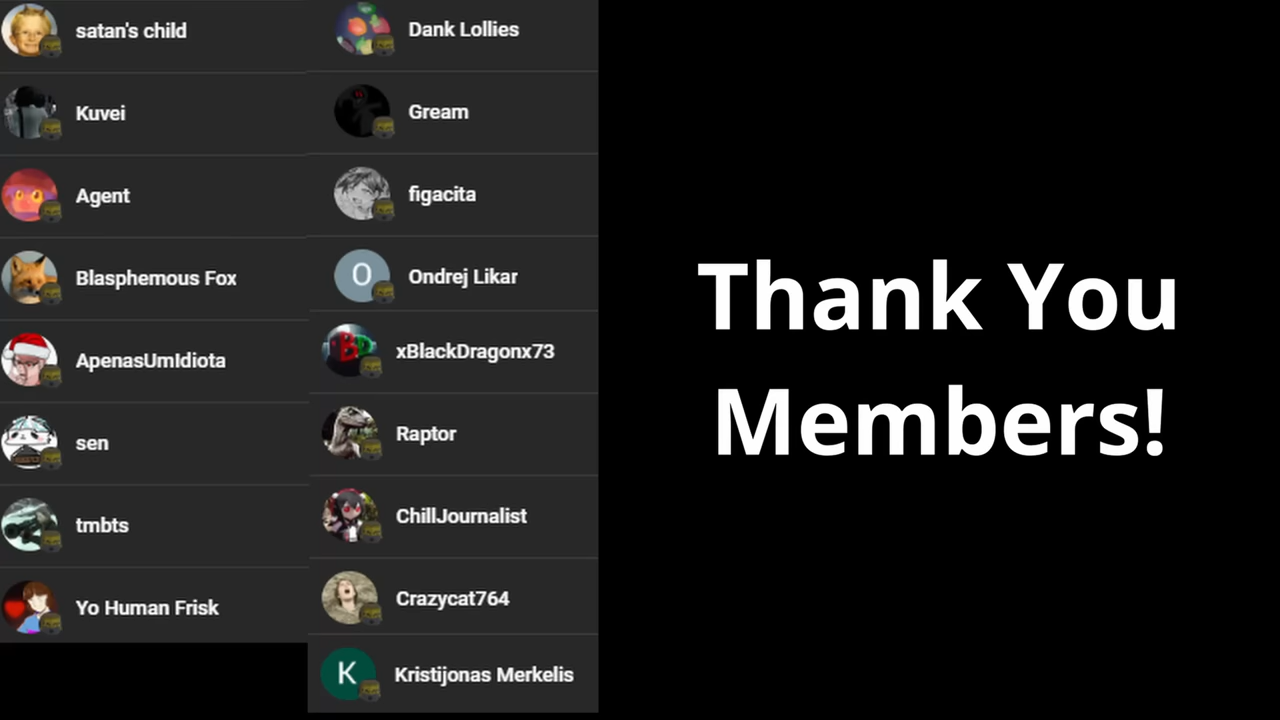 satan's child
Kuvei
Agent
Blasphemous Fox
ApenasUmIdiota
sen
tmbts
Yo Human Frisk
Dank Lollies
Gream
figacita
O
Ondrej Likar
BD
xBlackDragonx73
Raptor
ChillJournalist
Crazycat764
K
Kristijonas Merkelis
Thank You
Members!